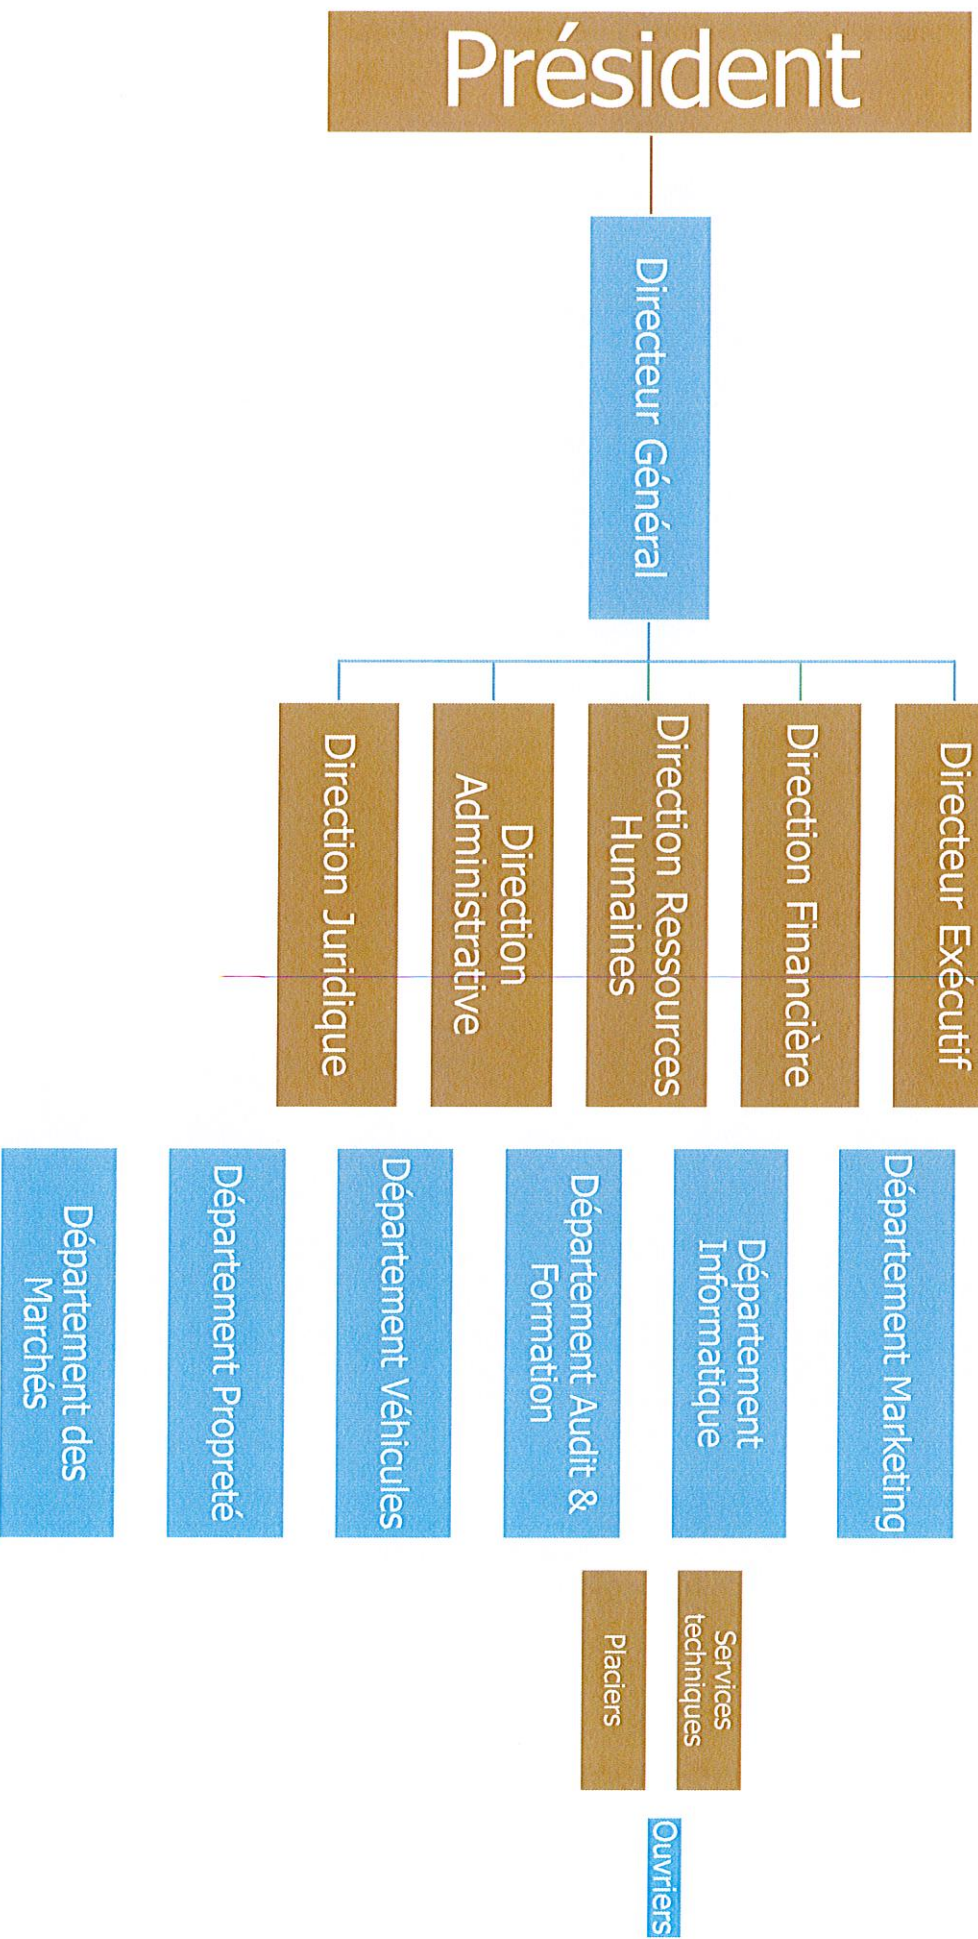 Président
Directeur Général
Directeur Exécutif
Direction Financière
Direction Ressources
Humaines
Direction
Administrative
Direction Juridique
Département Marketing
Département
Informatique
Département Audit &
Formation
Département Véhicules
Département Propreté
Département des
Marchés
Services
techniques
Placiers
Ouvriers